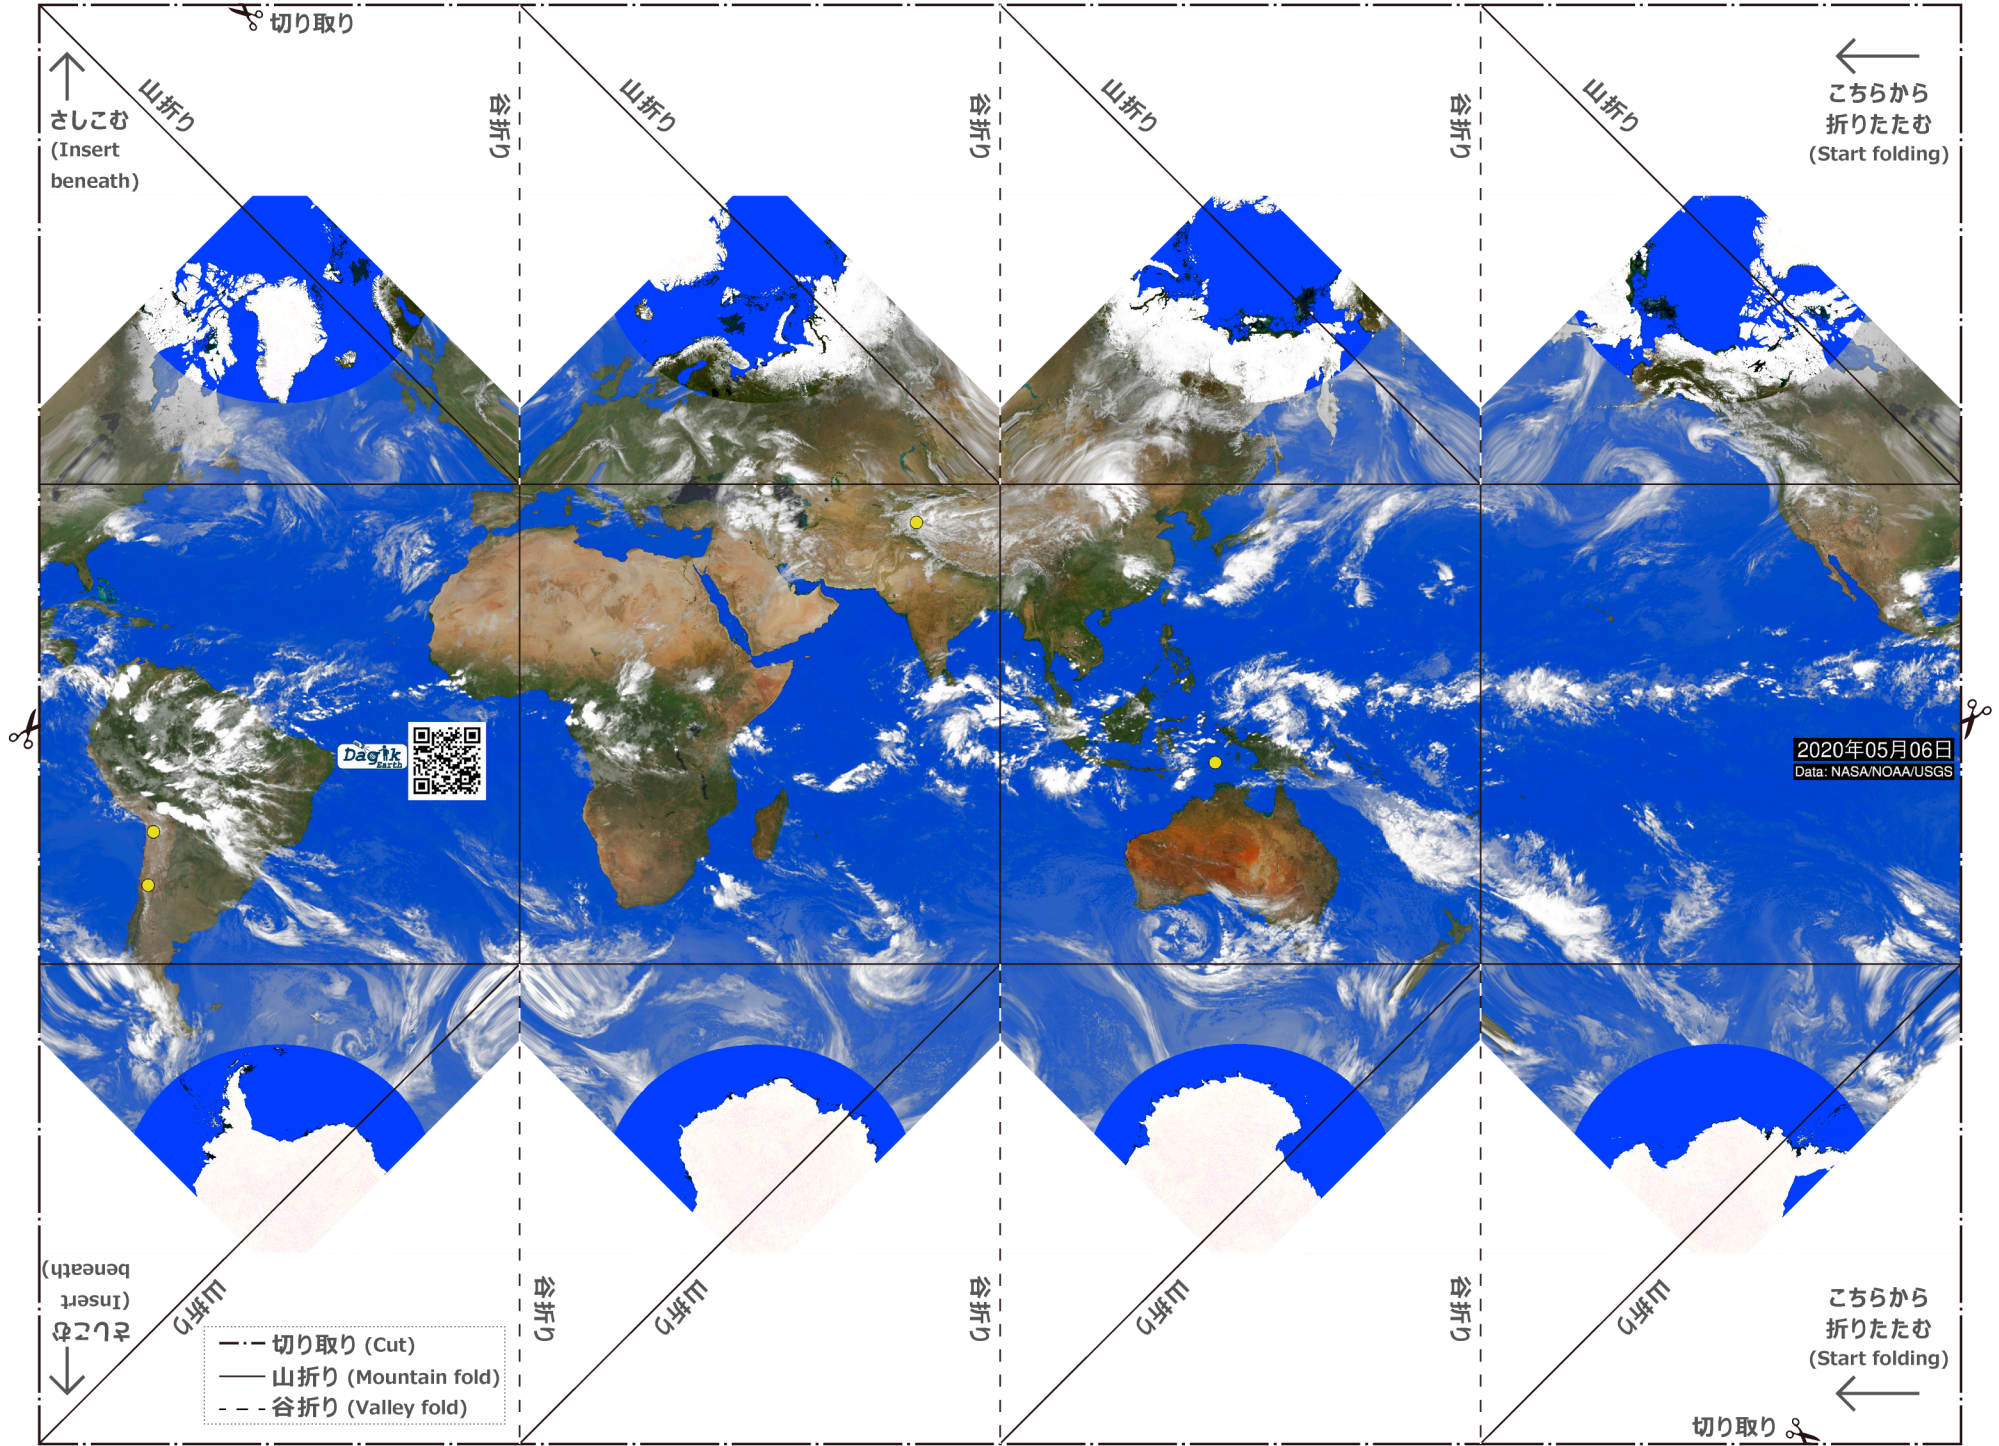 切り取り
山折り
谷折り
山折り
谷折り
山折り
谷折り
山折り
さしこむ
(Insert
beneath)
こちらから
折りたたむ
(Start folding)
Dagik
Earth
2020年05月06日
Data: NASA/NOAA/USGS
さしこむ
(Insert
beneath)
山折り
谷折り
山折り
谷折り
山折り
谷折り
山折り
こちらから
折りたたむ
(Start folding)
切り取り (Cut)
山折り (Mountain fold)
谷折り (Valley fold)
切り取り